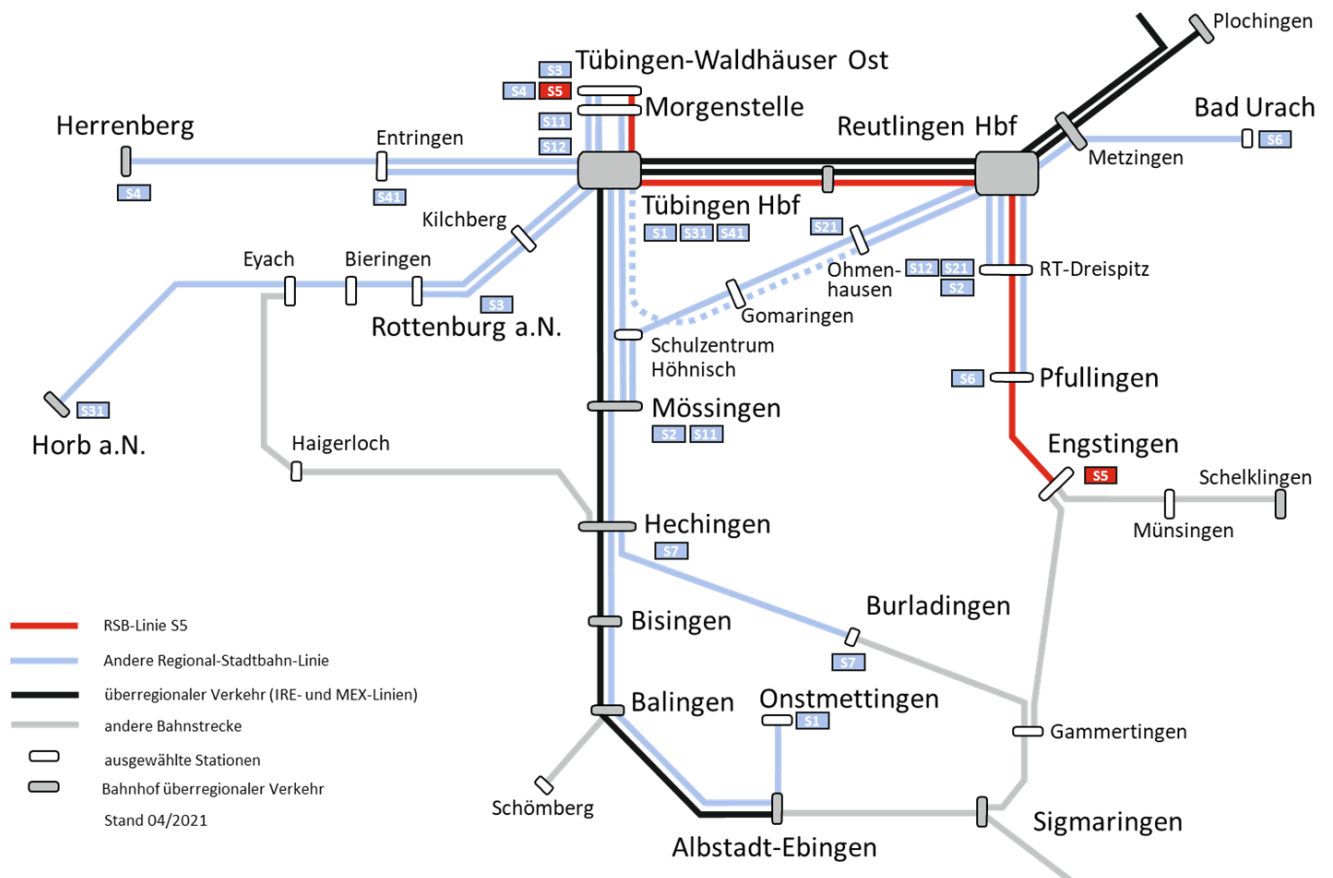 Plochingen
S3
Tübingen-Waldhäuser Ost
S4
S5
Morgenstelle
Bad Urach
Herrenberg
Entringen
S11
Reutlingen Hbf
S12
Metzingen
S6
S4
S41
Tübingen Hbf
Kilchberg
S1
S31
S41
S21
Eyach
Bieringen
Ohmen-
hausen
S12
S21
S2
RT-Dreispitz
S3
Rottenburg a.N.
Gomaringen
Schulzentrum
Höhnisch
S6
Pfullingen
S31
Horb a.N.
Mössingen
S2
S11
Haigerloch
Engstingen
S5
Schelklingen
Hechingen
Münsingen
S7
Burladingen
Bisingen
S7
RSB-Linie S5
Andere Regional-Stadtbahn-Linie
überregionaler Verkehr (IRE- und MEX-Linien)
andere Bahnstrecke
ausgewählte Stationen
Bahnhof überregionaler Verkehr
Stand 04/2021
Balingen
Onstmettingen
S1
Gammertingen
Schömberg
Sigmaringen
Albstadt-Ebingen